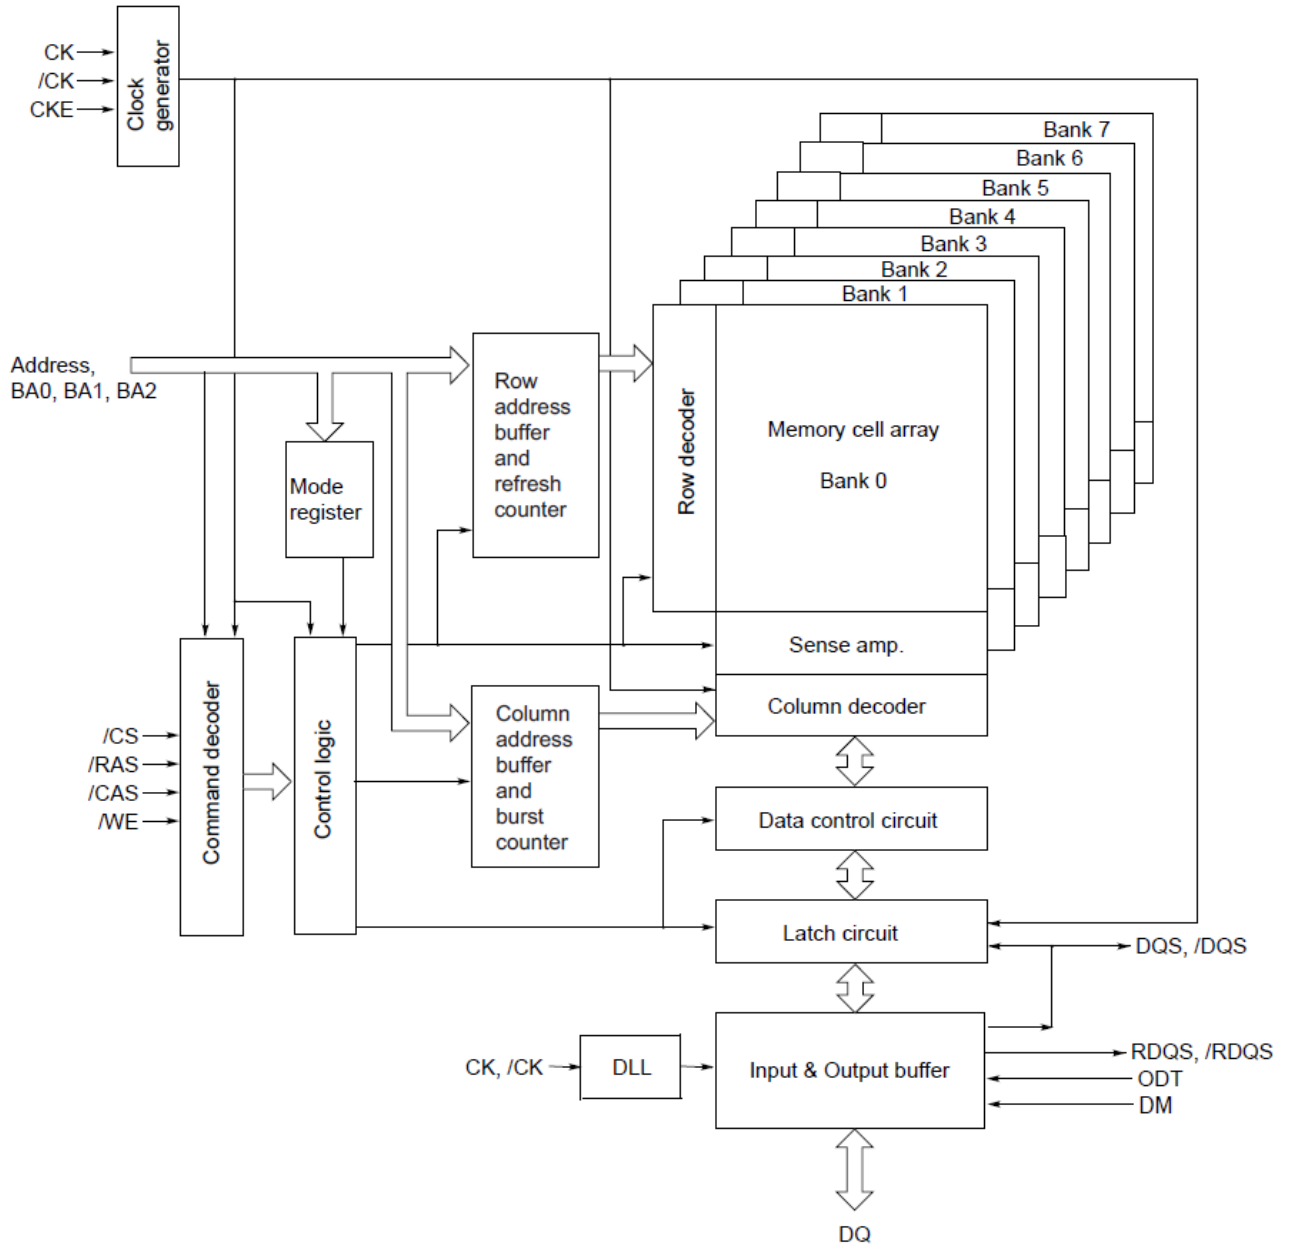 CK
/CK
CKE
Clock
generator
Bank 7
Bank 6
Bank 5
Bank 4
Bank 3
Bank 2
Bank 1
Address,
BA0, BA1, BA2
Mode
register
Row
address
buffer
and
refresh
counter
Row decoder
Memory cell array
Bank 0
Sense amp.
Column decoder
/CS
/RAS
/CAS
/WE
Command decoder
Control logic
Column
address
buffer
and
burst
counter
Data control circuit
Latch circuit
DQS, /DQS
CK, /CK
DLL
Input & Output buffer
RDQS, /RDQS
ODT
DM
DQ